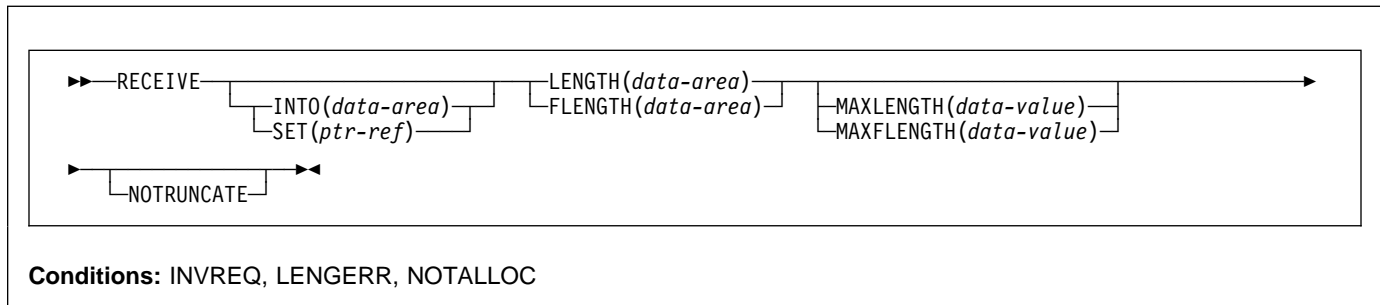 RECEIVE LENGTH(data-area)
INTO(data-area) FLENGTH(data-area) MAXLENGTH(data-value)
SET(ptr-ref) MAXFLENGTH(data-value)
NOTRUNCATE
Conditions: INVREQ, LENGERR, NOTALLOC